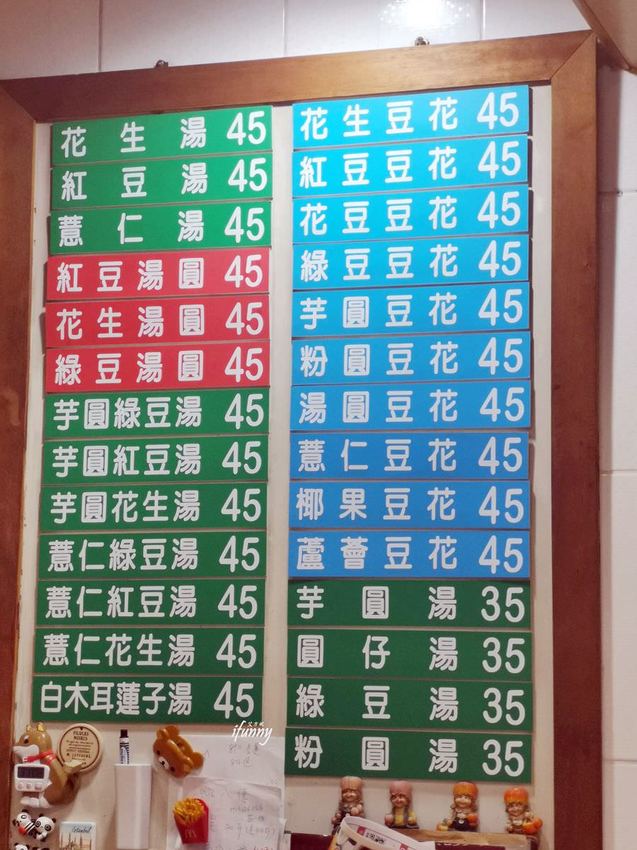 花生湯 45
紅豆湯 45
薏仁湯 45
紅豆湯圓 45
花生湯圓 45
綠豆湯圓 45
芋圓綠豆湯 45
芋圓紅豆湯 45
芋圓花生湯 45
薏仁綠豆湯 45
薏仁紅豆湯 45
薏仁花生湯 45
白木耳蓮子湯 45
花生豆花 45
紅豆豆花 45
花豆豆花 45
綠豆豆花 45
芋圓豆花 45
粉圓豆花 45
湯圓豆花 45
薏仁豆花 45
椰果豆花 45
蘆薈豆花 45
芋圓湯 35
圓仔湯 35
綠豆湯 35
粉圓湯 35
ifunny
Istanbul